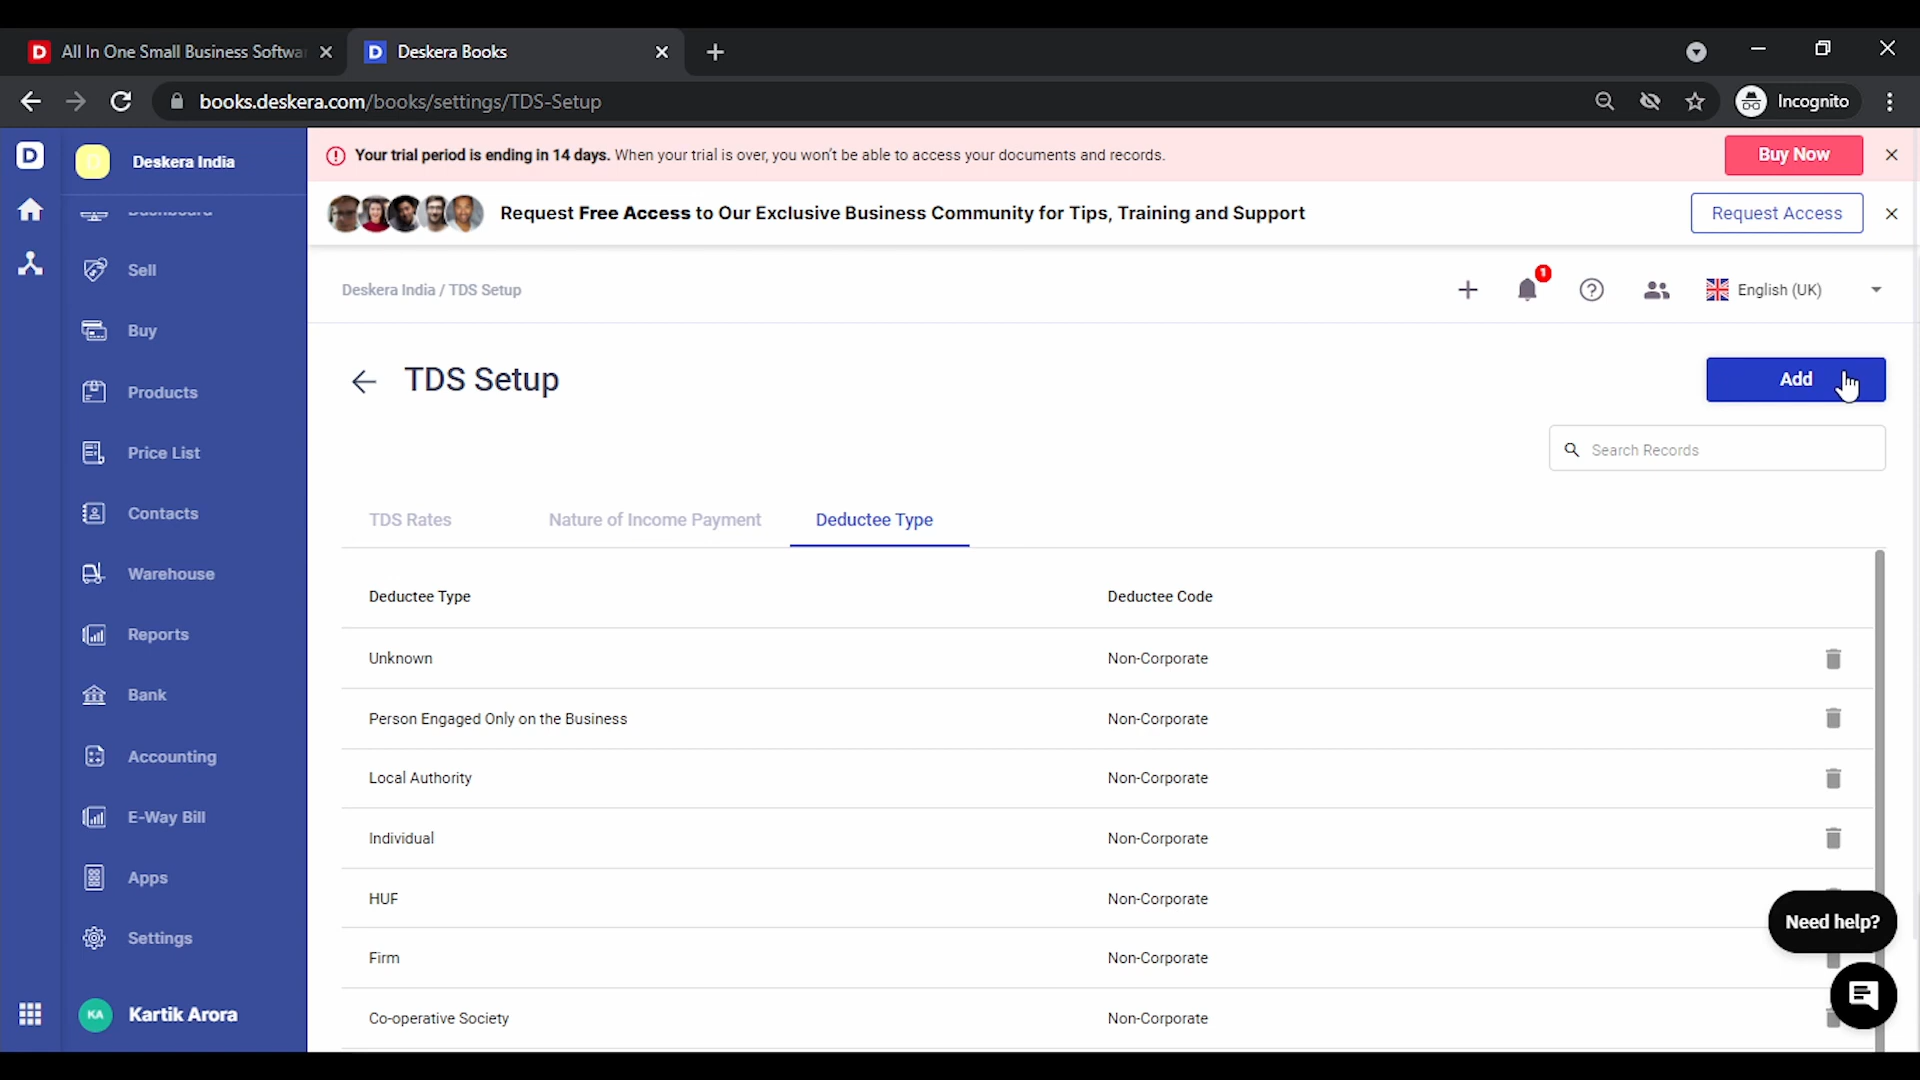 All In One Small Business Softwa
Deskera Books
books.deskera.com/books/settings/TDS-Setup
Incognito
Deskera India
Your trial period is ending in 14 days. When your trial is over, you won't be able to access your documents and records.
Buy Now
Request Free Access to Our Exclusive Business Community for Tips, Training and Support
Request Access
Dashboard
Sell
Buy
Products
Price List
Contacts
Warehouse
Reports
Bank
Accounting
E-Way Bill
Apps
Settings
KA Kartik Arora
Deskera India / TDS Setup
1
English (UK)
TDS Setup
Add
Search Records
TDS Rates Nature of Income Payment Deductee Type
Deductee Type Deductee Code
Unknown Non-Corporate
Person Engaged Only on the Business Non-Corporate
Local Authority Non-Corporate
Individual Non-Corporate
HUF Non-Corporate
Firm Non-Corporate
Co-operative Society Non-Corporate
Need help?